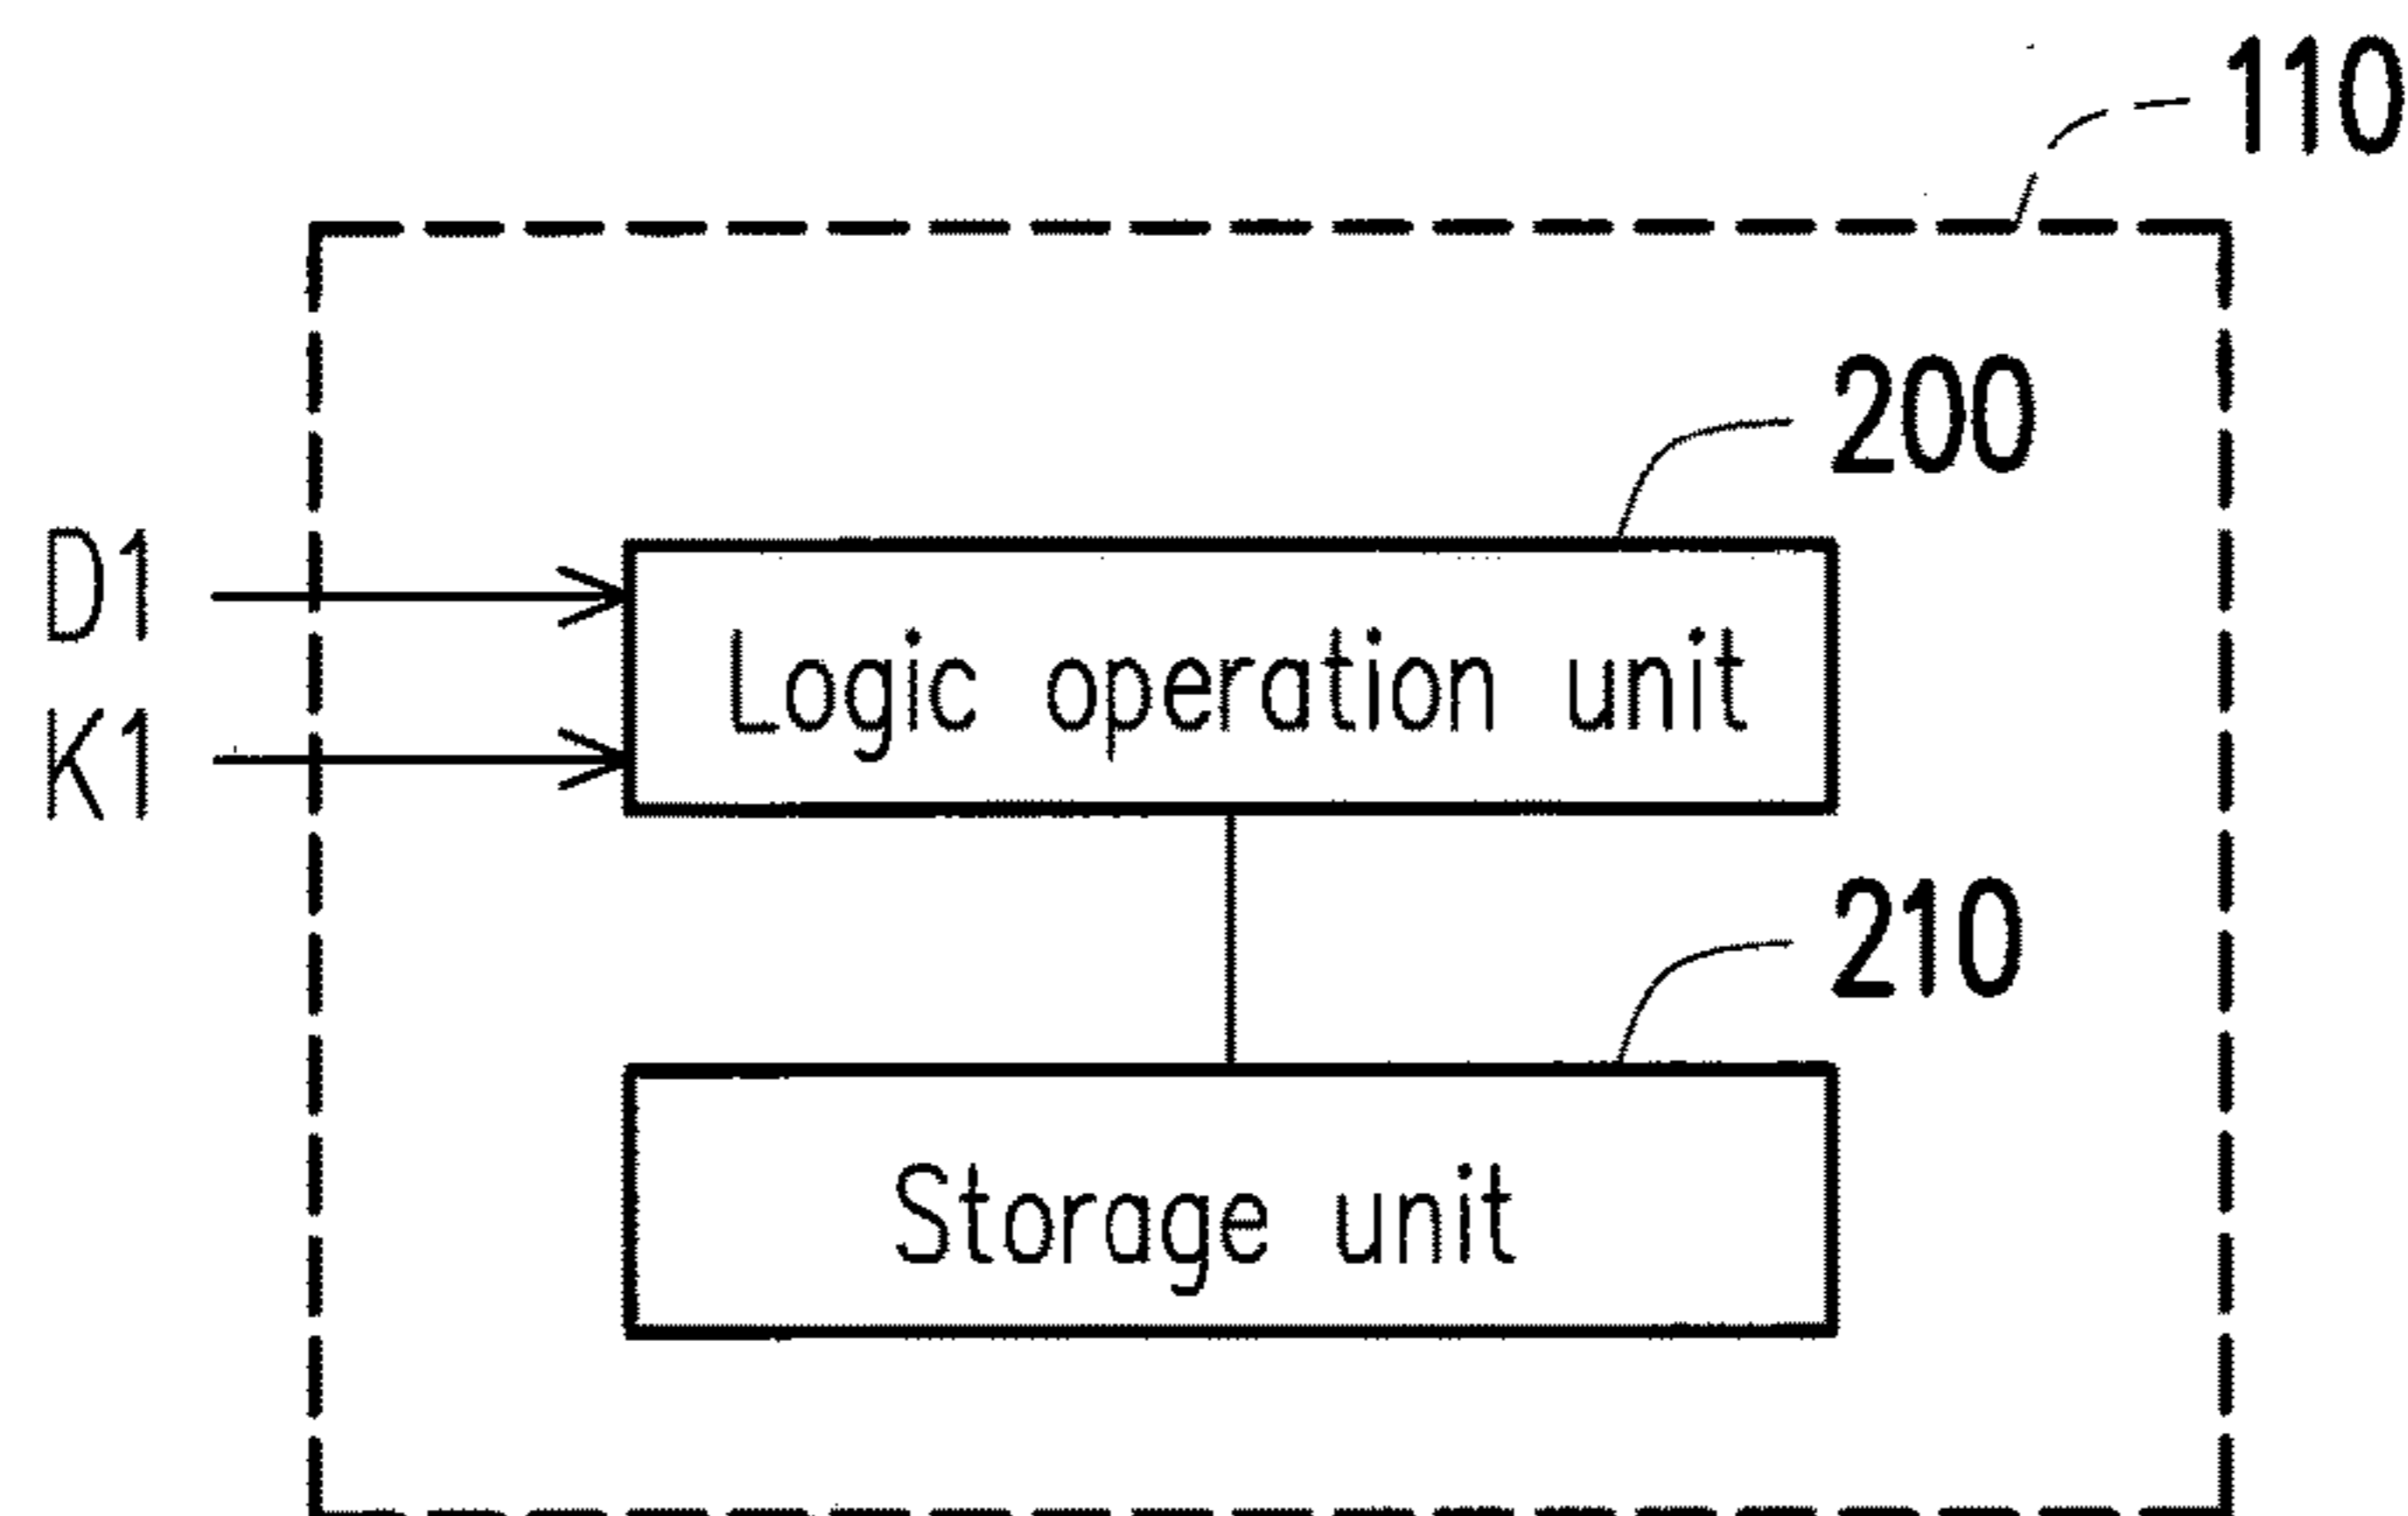 110
200
D1
Logic operation unit
K1
210
Storage unit